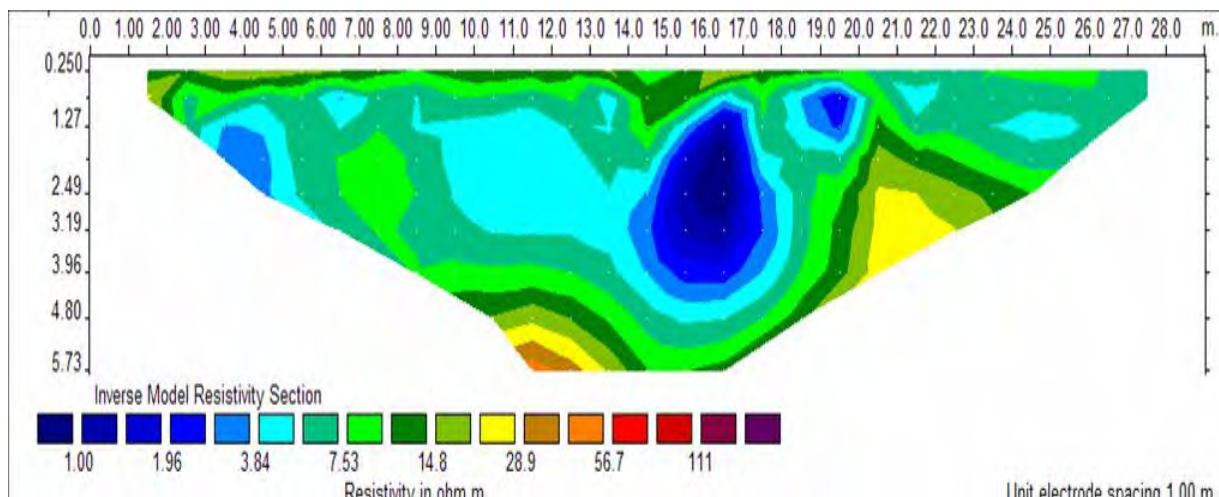 0.0 1.00 3.00 4.00 5.00 6.00 7.00 8.00 9.00 10.0 11.0 12.0 13.0 14.0 15.0 16.0 17.0 18.0 19.0 20.0 21.0 22.0 23.0 24.0 25.0 26.0 27.0 28.0 m.
0.250
1.27
2.49
3.19
3.96
4.80
5.73
Inverse Model Resistivity Section
1.00 1.96 3.84 7.53 14.8 28.9 56.7 111
Resistivity in ohm.m Unit electrode spacing 1.00 m